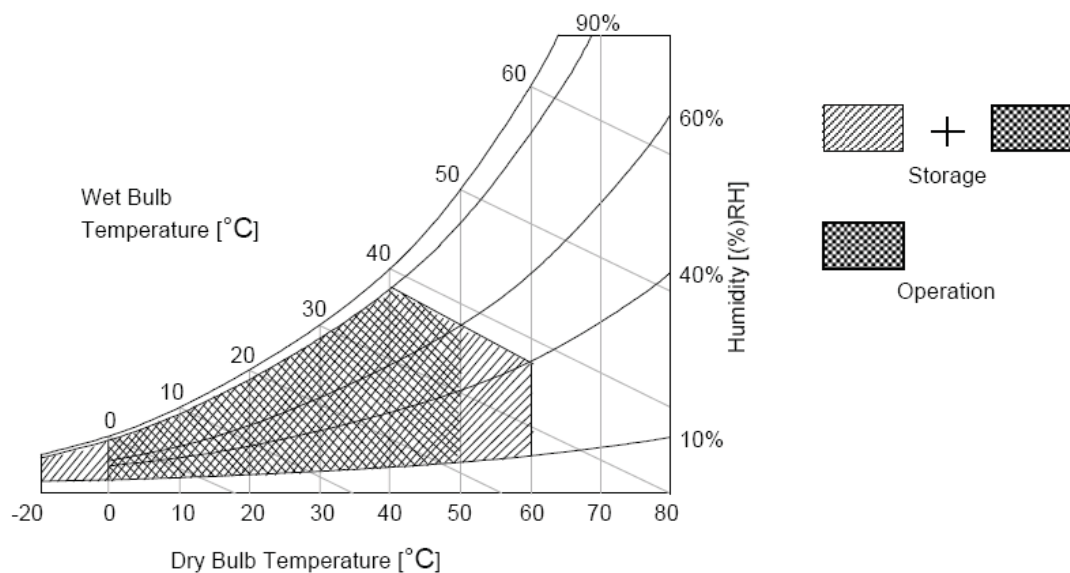 90%
60
60%
50
Wet Bulb
Temperature [°C]
Storage
40
40%
30
20
10
0
Humidity [(%)RH]
Operation
10%
-20 0 10 20 30 40 50 60 70 80
Dry Bulb Temperature [°C]